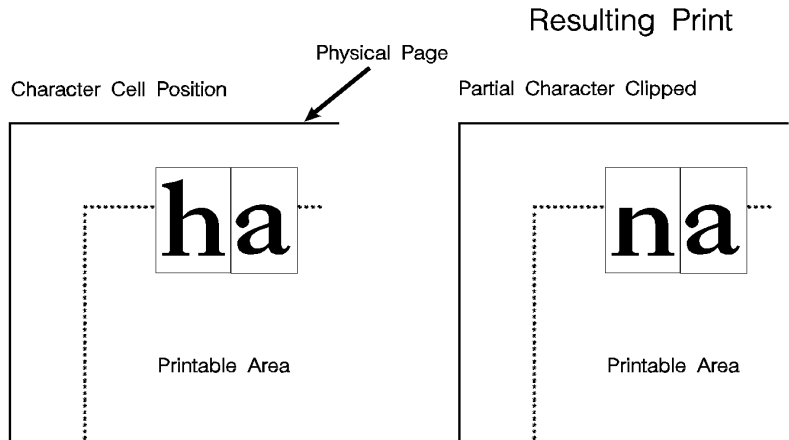 Resulting Print
Physical Page
Character Cell Position
Partial Character Clipped
ha
na
Printable Area
Printable Area